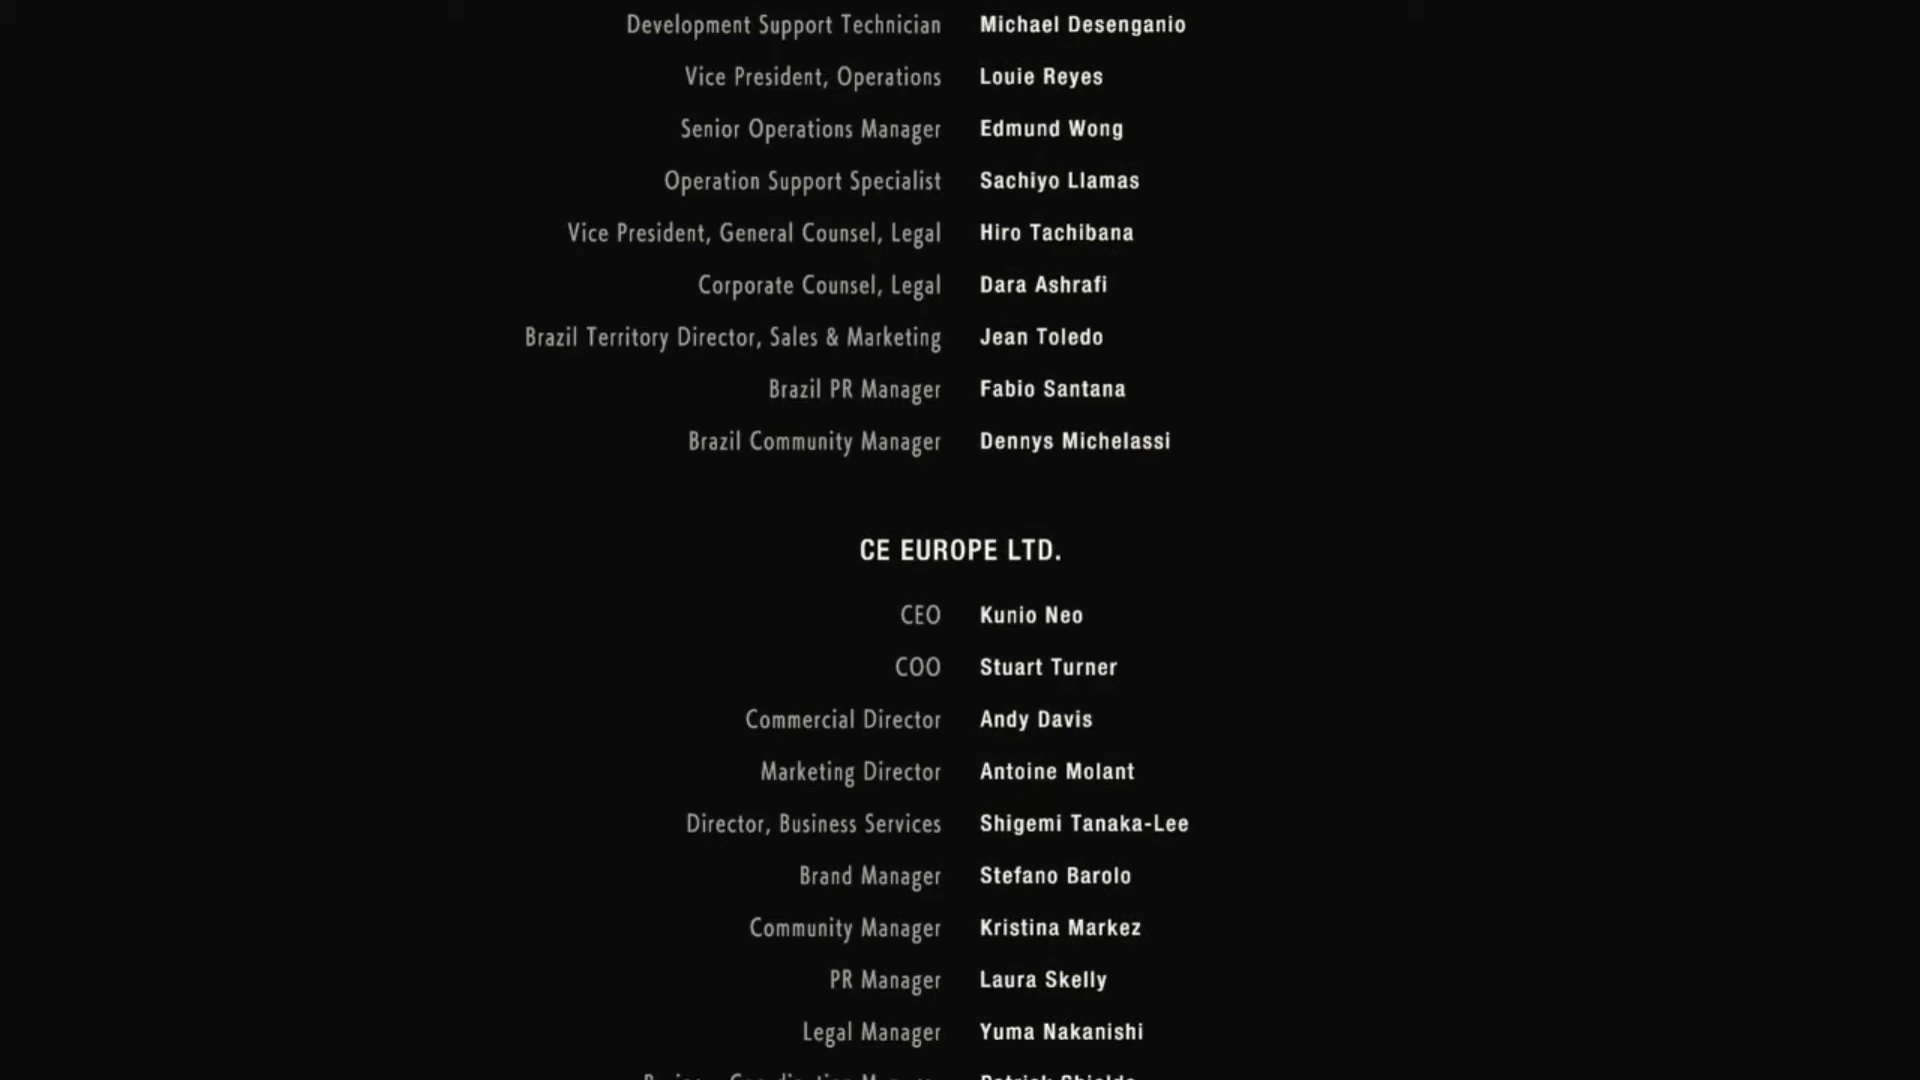 Development Support Technician Michael Desenganio
Vice President, Operations Louie Reyes
Senior Operations Manager Edmund Wong
Operation Support Specialist Sachiyo Llamas
Vice President, General Counsel, Legal Hiro Tachibana
Corporate Counsel, Legal Dara Ashrafi
Brazil Territory Director, Sales & Marketing Jean Toledo
Brazil PR Manager Fabio Santana
Brazil Community Manager Dennys Michelassi
CE EUROPE LTD.
CEO Kunio Neo
COO Stuart Turner
Commercial Director Andy Davis
Marketing Director Antoine Molant
Director, Business Services Shigemi Tanaka-Lee
Brand Manager Stefano Barolo
Community Manager Kristina Markez
PR Manager Laura Skelly
Legal Manager Yuma Nakanishi